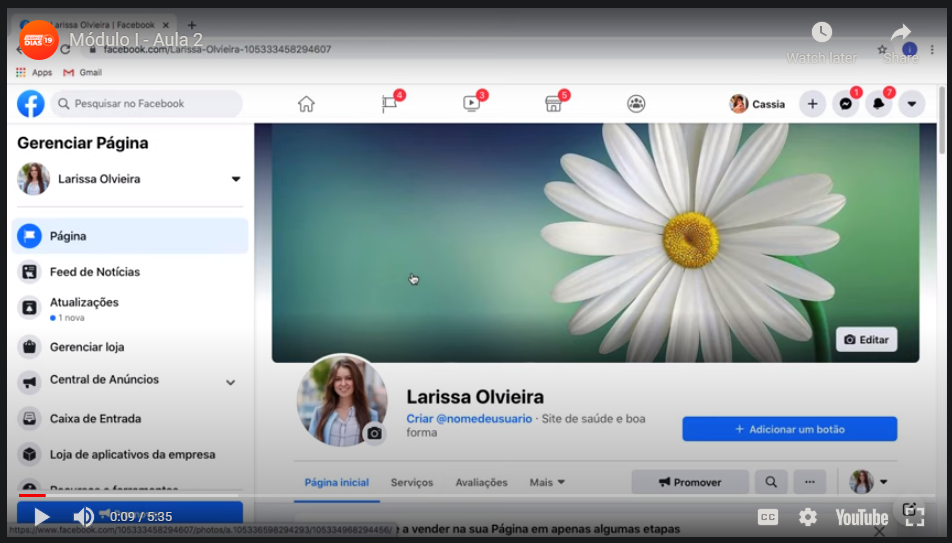 Larissa Olvieira | Facebook
Módulo I - Aula 2
facebook.com/Larissa-Olvieira-105333458294607
Watch later
Share
Apps
Gmail
Pesquisar no Facebook
4
3
5
Cassia
1
7
Gerenciar Página
Larissa Olvieira
Página
Feed de Notícias
Atualizações
1 nova
Gerenciar loja
Central de Anúncios
Caixa de Entrada
Loja de aplicativos da empresa
Recursos e ferramentas
Editar
Larissa Olvieira
Criar @nomedeusuario · Site de saúde e boa
forma
+ Adicionar um botão
Página inicial
Serviços
Avaliações
Mais
Promover
0:09 / 5:35
CC
YouTube
https://www.facebook.com/105333458294607/photos/a.105336598294293/105334968294456/
e a vender na sua Página em apenas algumas etapas